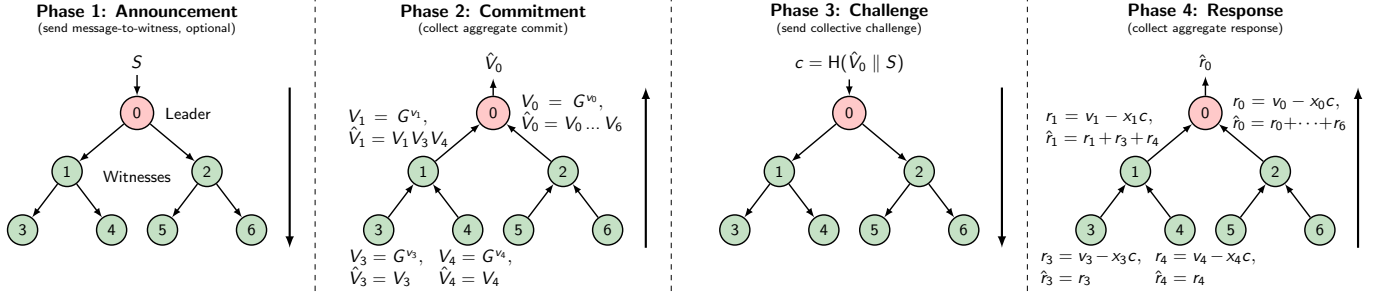 Phase 1: Announcement
(send message-to-witness, optional)
S
0
Leader
1
Witnesses
2
3
4
5
6
Phase 2: Commitment
(collect aggregate commit)
V̂₀
0
V₀ = G^{v₀},
V̂₀ = V₀ ... V₆
V₁ = G^{v₁},
V̂₁ = V₁V₃V₄
1
2
3
4
5
6
V₃ = G^{v₃}, V₄ = G^{v₄},
V̂₃ = V₃ V̂₄ = V₄
Phase 3: Challenge
(send collective challenge)
c = H(V̂₀ ∥ S)
0
1
2
3
4
5
6
Phase 4: Response
(collect aggregate response)
r̂₀
0
r₀ = v₀ − x₀c,
r̂₀ = r₀+⋯+r₆
r₁ = v₁ − x₁c,
r̂₁ = r₁ + r₃ + r₄
1
2
3
4
5
6
r₃ = v₃ − x₃c, r₄ = v₄ − x₄c,
r̂₃ = r₃ r̂₄ = r₄